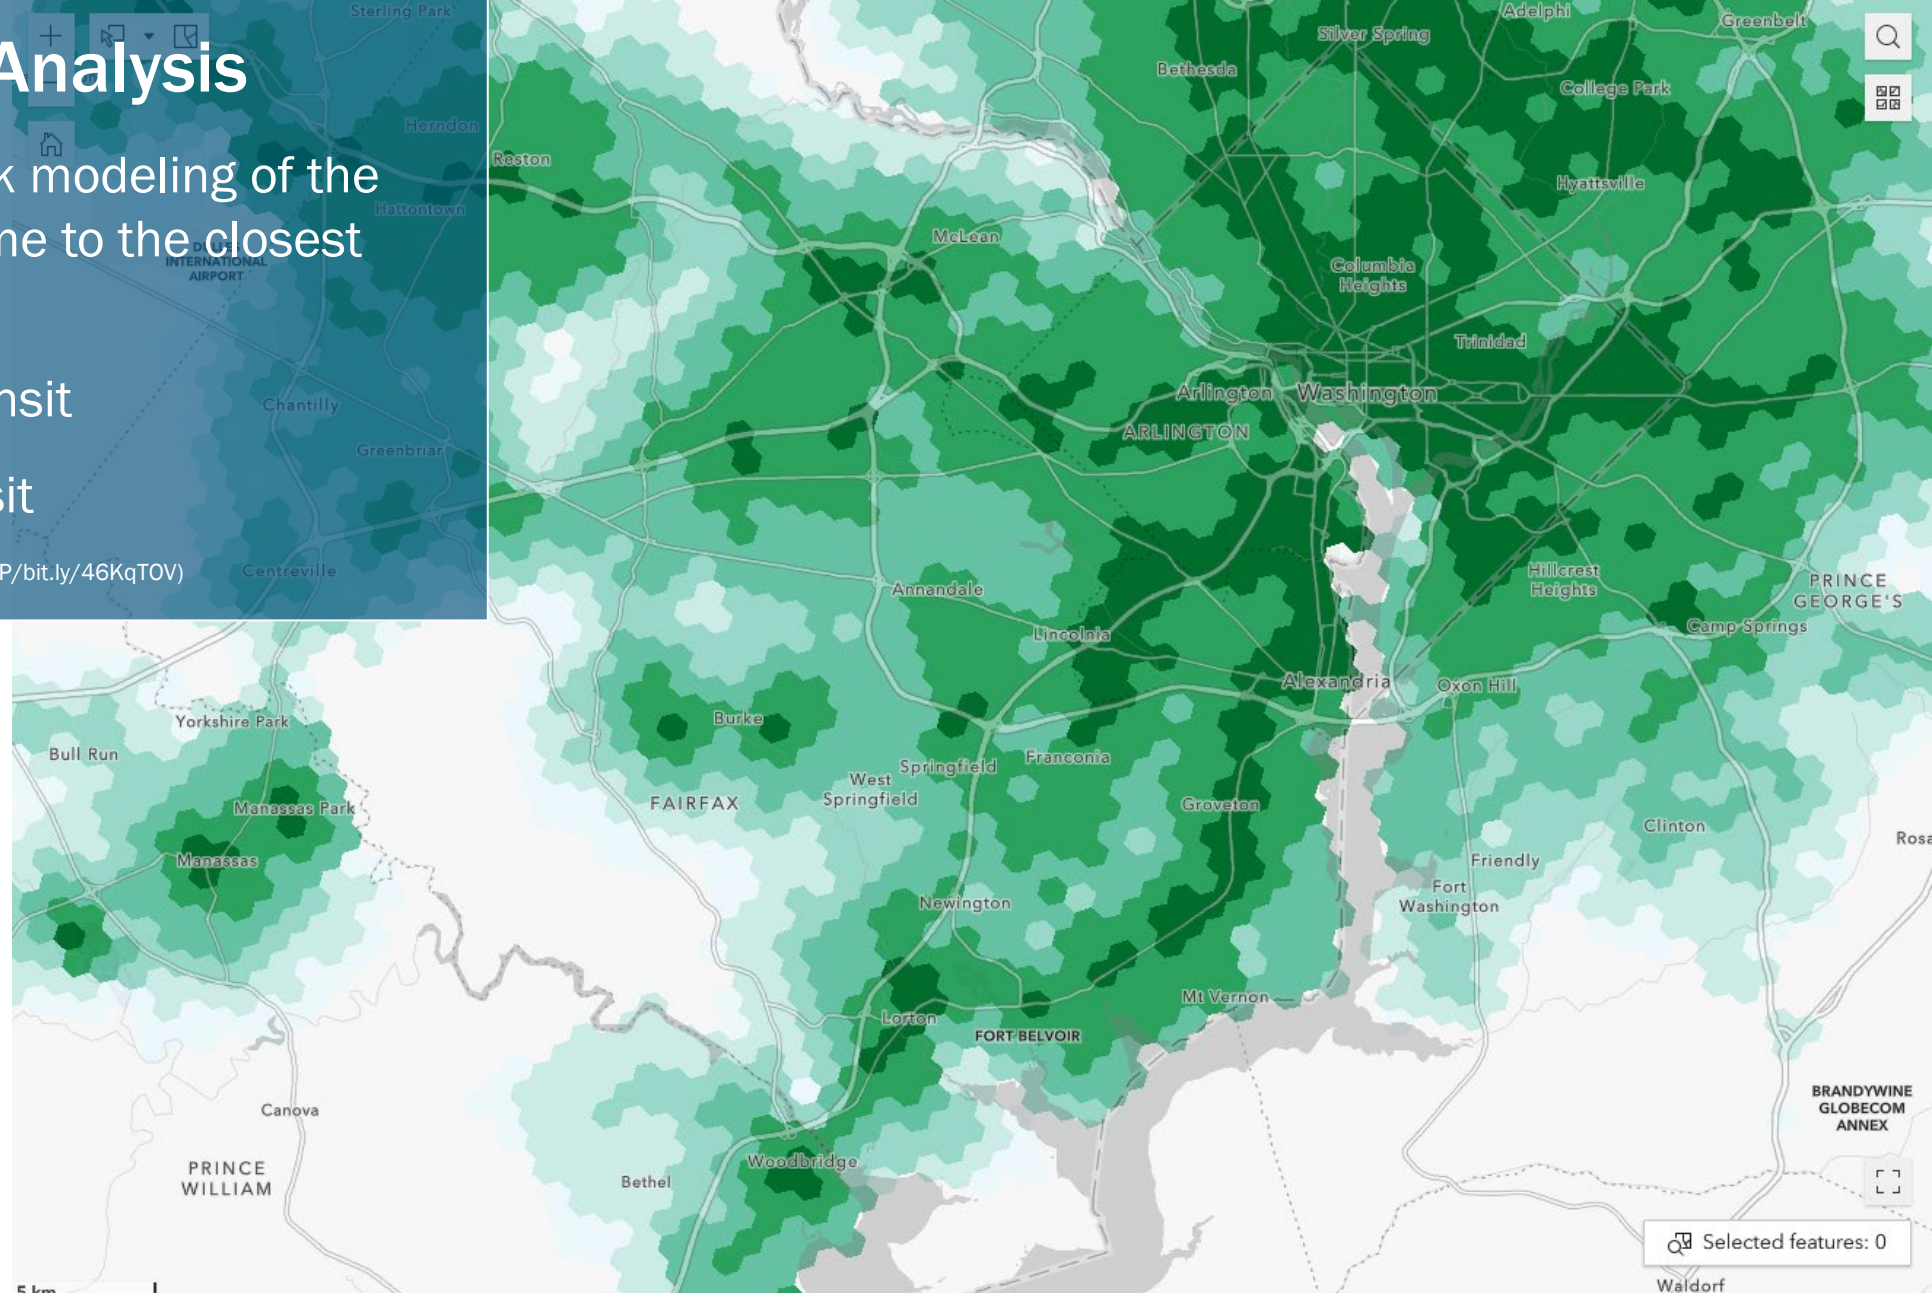 Analysis
k modeling of the
ne to the closest
nsit
sit
P/bit.ly/46KqTOV)
Sterling Park
Herndon
Hattontown
DULLES
INTERNATIONAL
AIRPORT
Chantilly
Greenbriar
Centreville
Reston
Bethesda
Silver Spring
Adelphi
Greenbelt
College Park
Hyattsville
McLean
Columbia
Heights
Trinidad
Arlington
Washington
ARLINGTON
Annandale
Lincolnia
Hillcrest
Heights
PRINCE
GEORGE'S
Camp Springs
Alexandria
Oxon Hill
Yorkshire Park
Bull Run
Burke
Springfield
Franconia
West
Springfield
FAIRFAX
Groveton
Manassas Park
Manassas
Clinton
Rosa
Friendly
Fort
Washington
Newington
Mt Vernon
Lorton
FORT BELVOIR
Canova
BRANDYWINE
GLOBECOM
ANNEX
PRINCE
WILLIAM
Bethel
Woodbridge
Selected features: 0
Waldorf
5 km